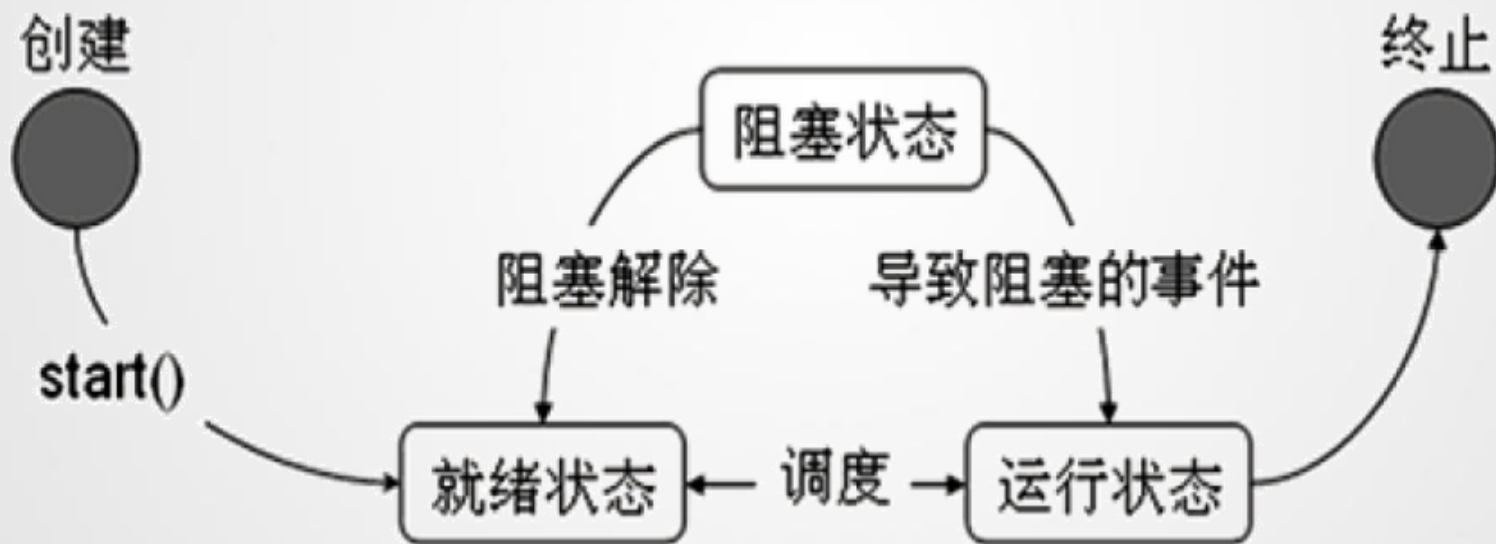 创建
终止
阻塞状态
阻塞解除
导致阻塞的事件
start()
就绪状态
调度
运行状态